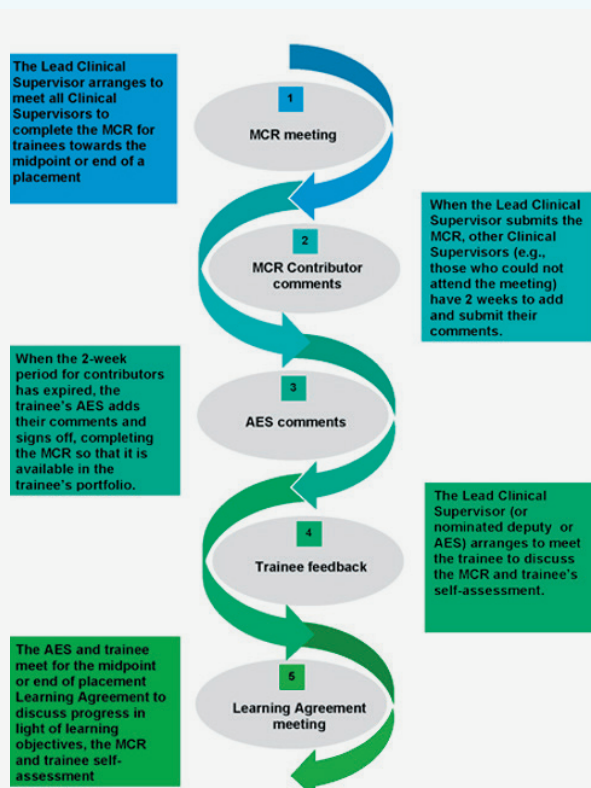 The Lead Clinical
Supervisor arranges to
meet all Clinical
Supervisors to
complete the MCR for
trainees towards the
midpoint or end of a
placement
1
MCR meeting
2
MCR Contributor
comments
When the Lead Clinical
Supervisor submits the
MCR, other Clinical
Supervisors (e.g.,
those who could not
attend the meeting)
have 2 weeks to add
and submit their
comments.
When the 2-week
period for contributors
has expired, the
trainee's AES adds
their comments and
signs off, completing
the MCR so that it is
available in the
trainee's portfolio.
3
AES comments
4
Trainee feedback
The Lead Clinical
Supervisor (or
nominated deputy or
AES) arranges to meet
the trainee to discuss
the MCR and trainee's
self-assessment.
The AES and trainee
meet for the midpoint
or end of placement
Learning Agreement to
discuss progress in
light of learning
objectives, the MCR
and trainee self-
assessment
5
Learning Agreement
meeting